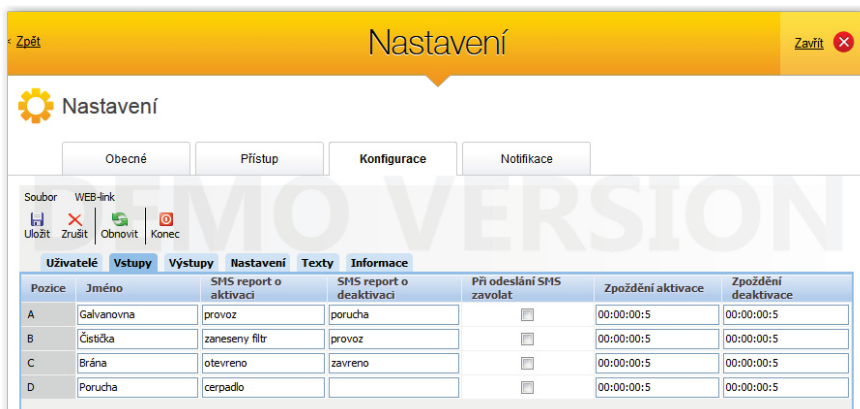 ‹ Zpět
Nastavení
Zavřít
Nastavení
Obecné Přístup Konfigurace Notifikace
DEMO VERSION
Soubor WEB-link
Uložit Zrušit Obnovit Konec
Uživatelé Vstupy Výstupy Nastavení Texty Informace
Pozice Jméno SMS report o aktivaci SMS report o deaktivaci Při odeslání SMS zavolat Zpoždění aktivace Zpoždění deaktivace
A Galvanovna provoz porucha 00:00:00:5 00:00:00:5
B Čistička zaneseny filtr provoz 00:00:00:5 00:00:00:5
C Brána otevreno zavreno 00:00:00:5 00:00:00:5
D Porucha cerpadlo 00:00:00:5 00:00:00:5